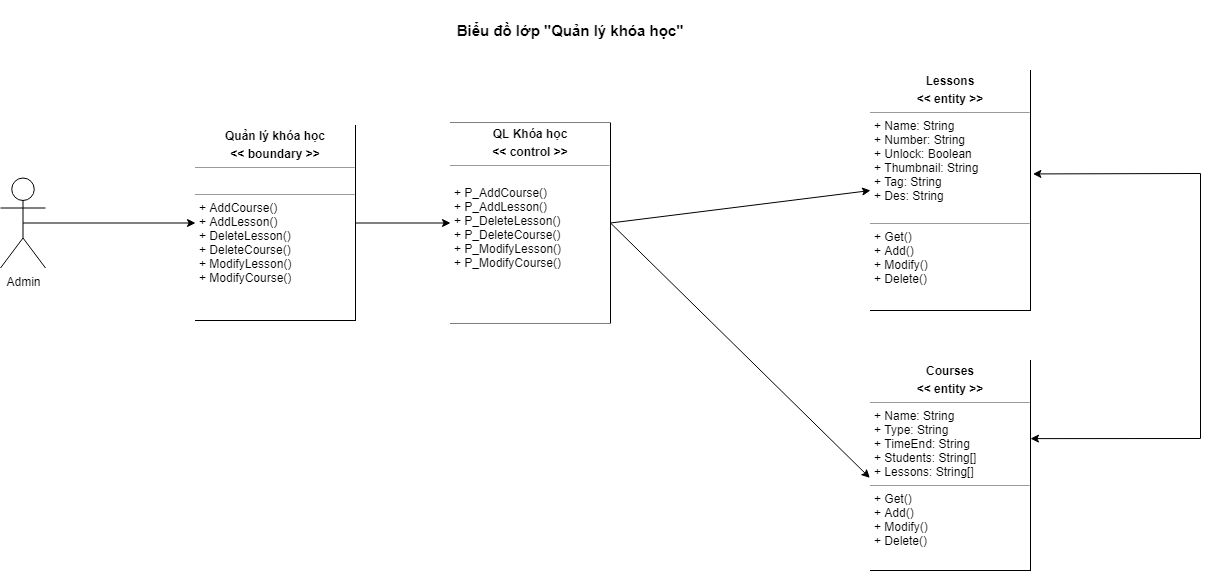 Biểu đồ lớp "Quản lý khóa học"
Admin
Quản lý khóa học
<< boundary >>
+ AddCourse()
+ AddLesson()
+ DeleteLesson()
+ DeleteCourse()
+ ModifyLesson()
+ ModifyCourse()
QL Khóa học
<< control >>
+ P_AddCourse()
+ P_AddLesson()
+ P_DeleteLesson()
+ P_DeleteCourse()
+ P_ModifyLesson()
+ P_ModifyCourse()
Lessons
<< entity >>
+ Name: String
+ Number: String
+ Unlock: Boolean
+ Thumbnail: String
+ Tag: String
+ Des: String
+ Get()
+ Add()
+ Modify()
+ Delete()
Courses
<< entity >>
+ Name: String
+ Type: String
+ TimeEnd: String
+ Students: String[]
+ Lessons: String[]
+ Get()
+ Add()
+ Modify()
+ Delete()